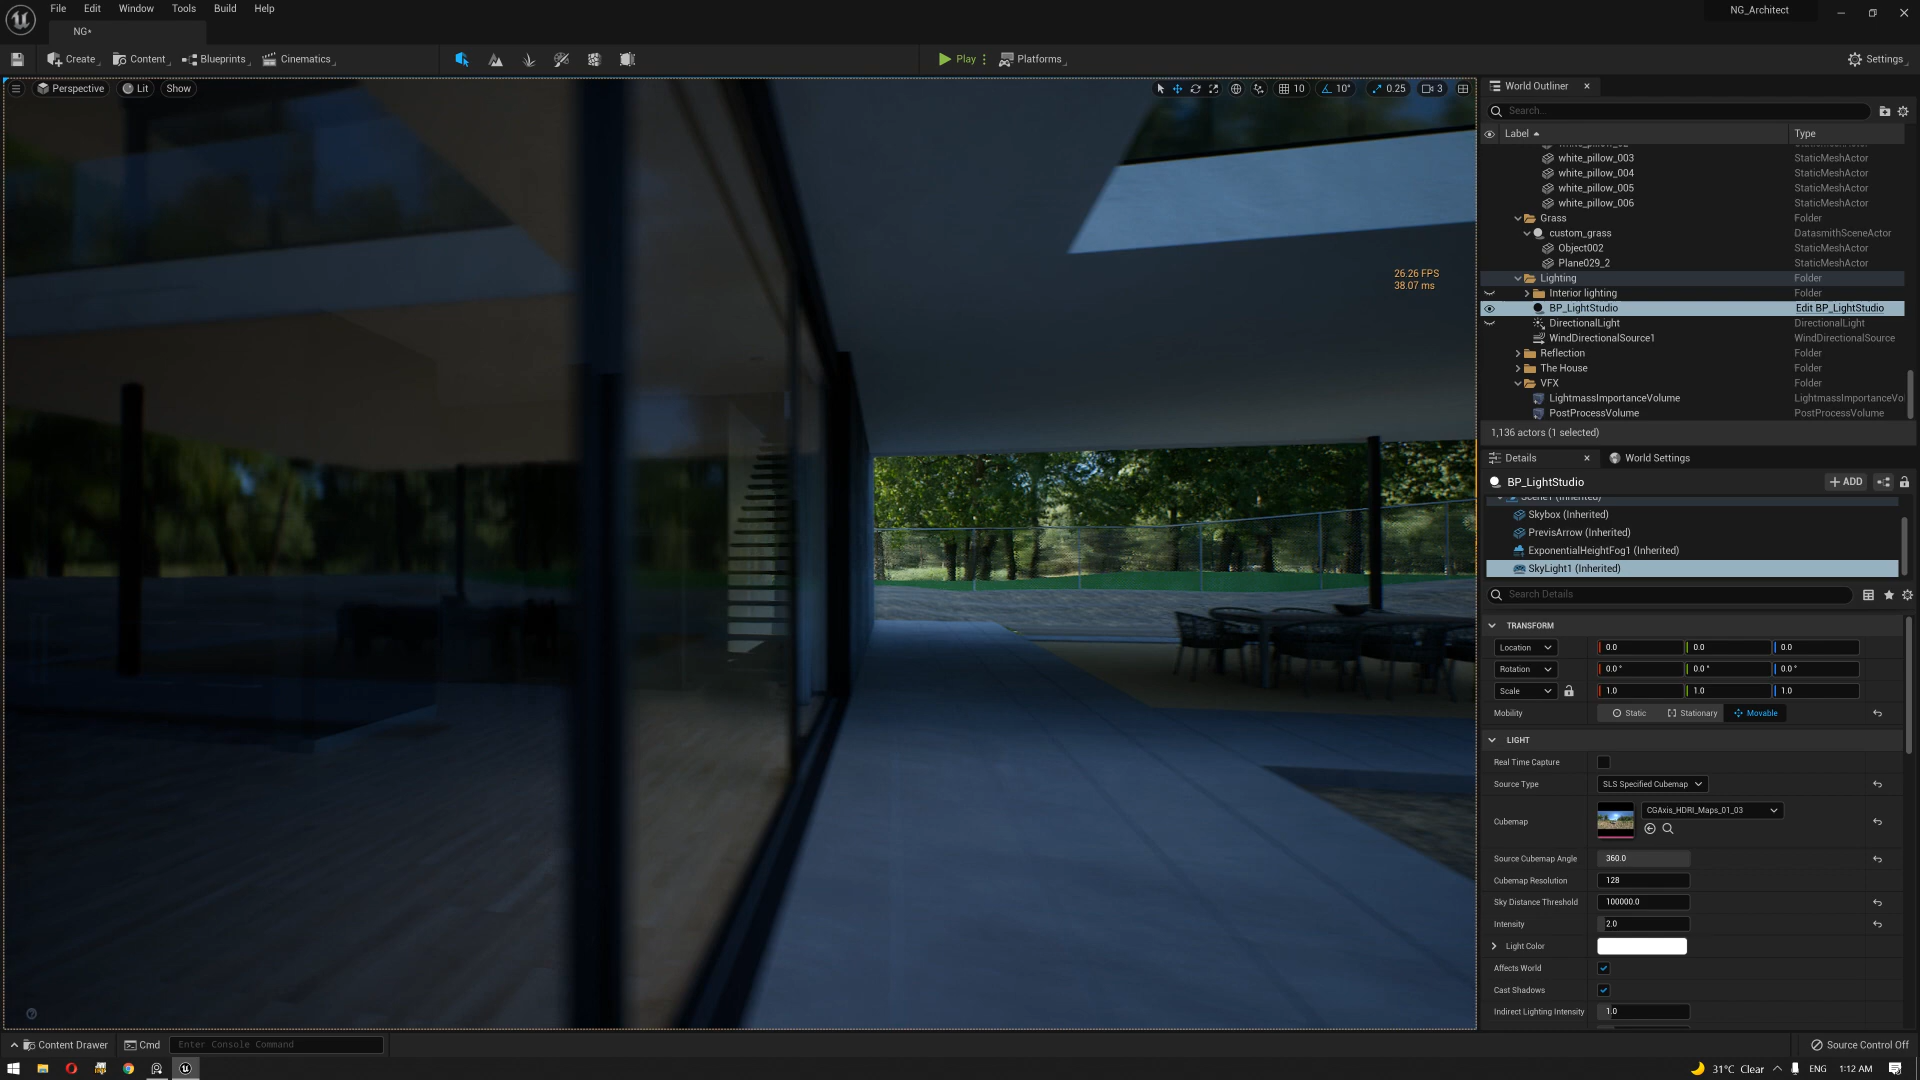 File Edit Window Tools Build Help
NG_Architect
NG•
Create Content Blueprints Cinematics Play Platforms Settings
Perspective Lit Show
10 10° 0.25 3
26.26 FPS
38.07 ms
World Outliner
Search...
Label Type
white_pillow_003 StaticMeshActor
white_pillow_004 StaticMeshActor
white_pillow_005 StaticMeshActor
white_pillow_006 StaticMeshActor
Grass Folder
custom_grass DatasmithSceneActor
Object002 StaticMeshActor
Plane029_2 StaticMeshActor
Lighting Folder
Interior lighting Folder
BP_LightStudio Edit BP_LightStudio
DirectionalLight DirectionalLight
WindDirectionalSource1 WindDirectionalSource
Reflection Folder
The House Folder
VFX Folder
LightmassImportanceVolume LightmassImportanceVo
PostProcessVolume PostProcessVolume
1,136 actors (1 selected)
Details World Settings
BP_LightStudio ADD
Scene1 (Inherited)
Skybox (Inherited)
PrevisArrow (Inherited)
ExponentialHeightFog1 (Inherited)
SkyLight1 (Inherited)
Search Details
TRANSFORM
Location 0.0 0.0 0.0
Rotation 0.0 ° 0.0 ° 0.0 °
Scale 1.0 1.0 1.0
Mobility Static Stationary Movable
LIGHT
Real Time Capture
Source Type SLS Specified Cubemap
Cubemap CGAxis_HDRI_Maps_01_03
Source Cubemap Angle 360.0
Cubemap Resolution 128
Sky Distance Threshold 100000.0
Intensity 2.0
Light Color
Affects World
Cast Shadows
Indirect Lighting Intensity 1.0
Content Drawer Cmd Enter Console Command Source Control Off
31°C Clear ENG 1:12 AM